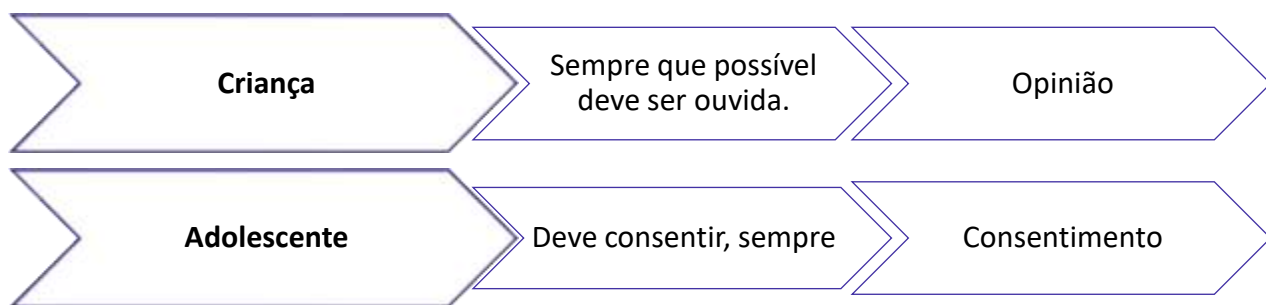 Criança
Sempre que possível
deve ser ouvida.
Opinião
Adolescente
Deve consentir, sempre
Consentimento